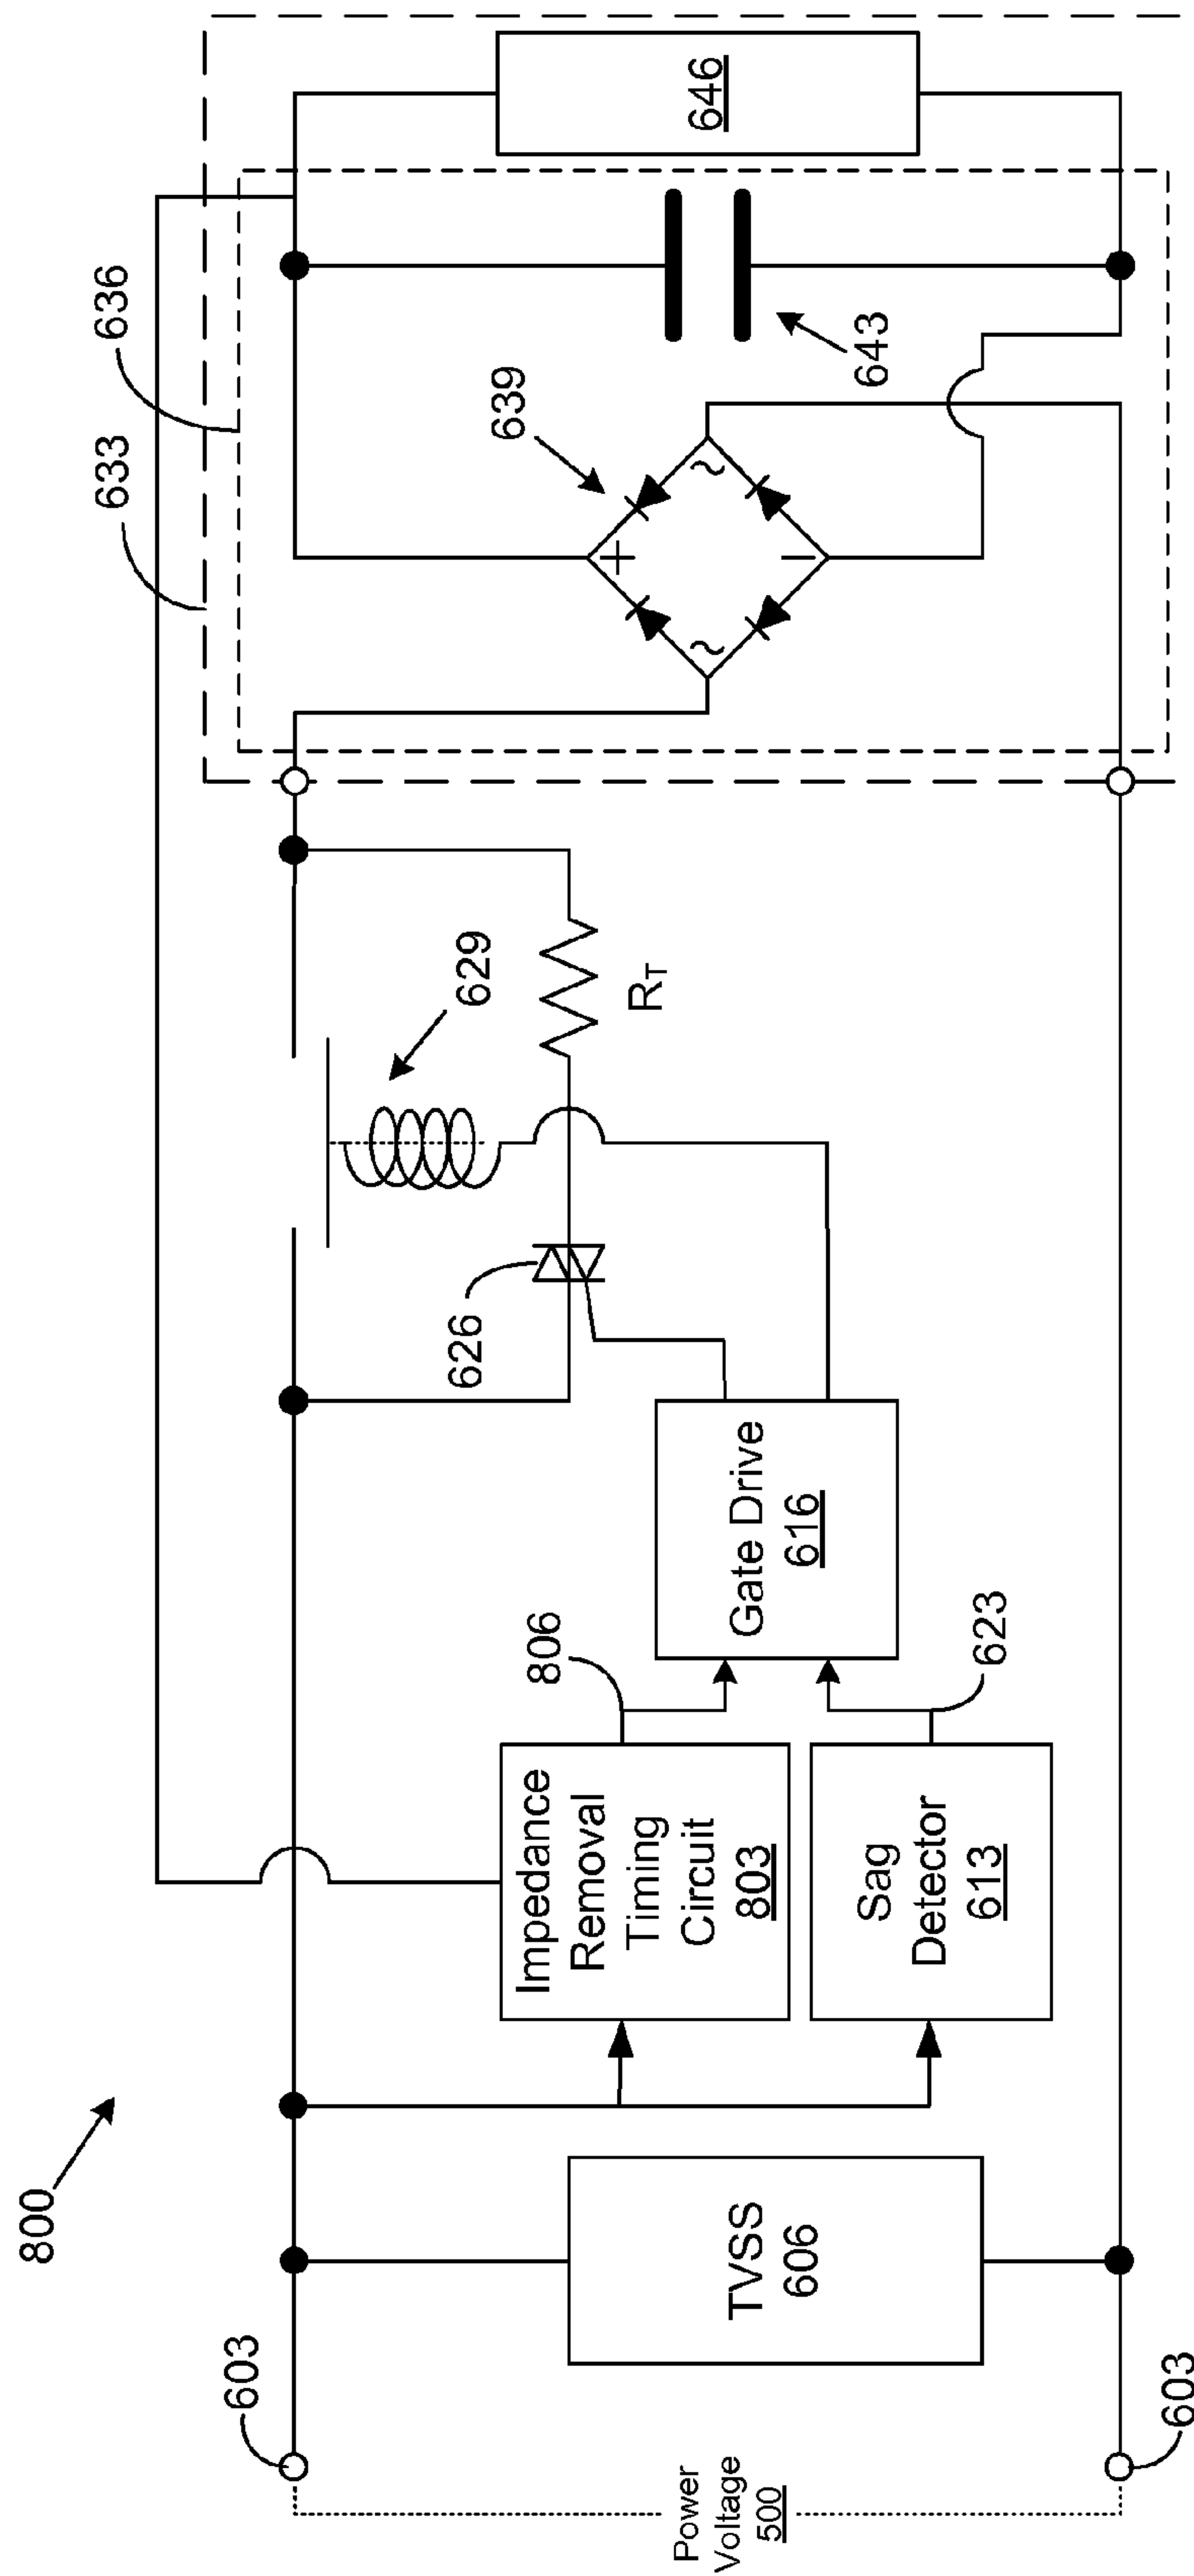 800
603
Power
Voltage
500
603
TVSS
606
Impedance
Removal
Timing
Circuit
803
Sag
Detector
613
806
623
Gate Drive
616
626
629
R_T
633
636
639
+
~
~
−
643
646